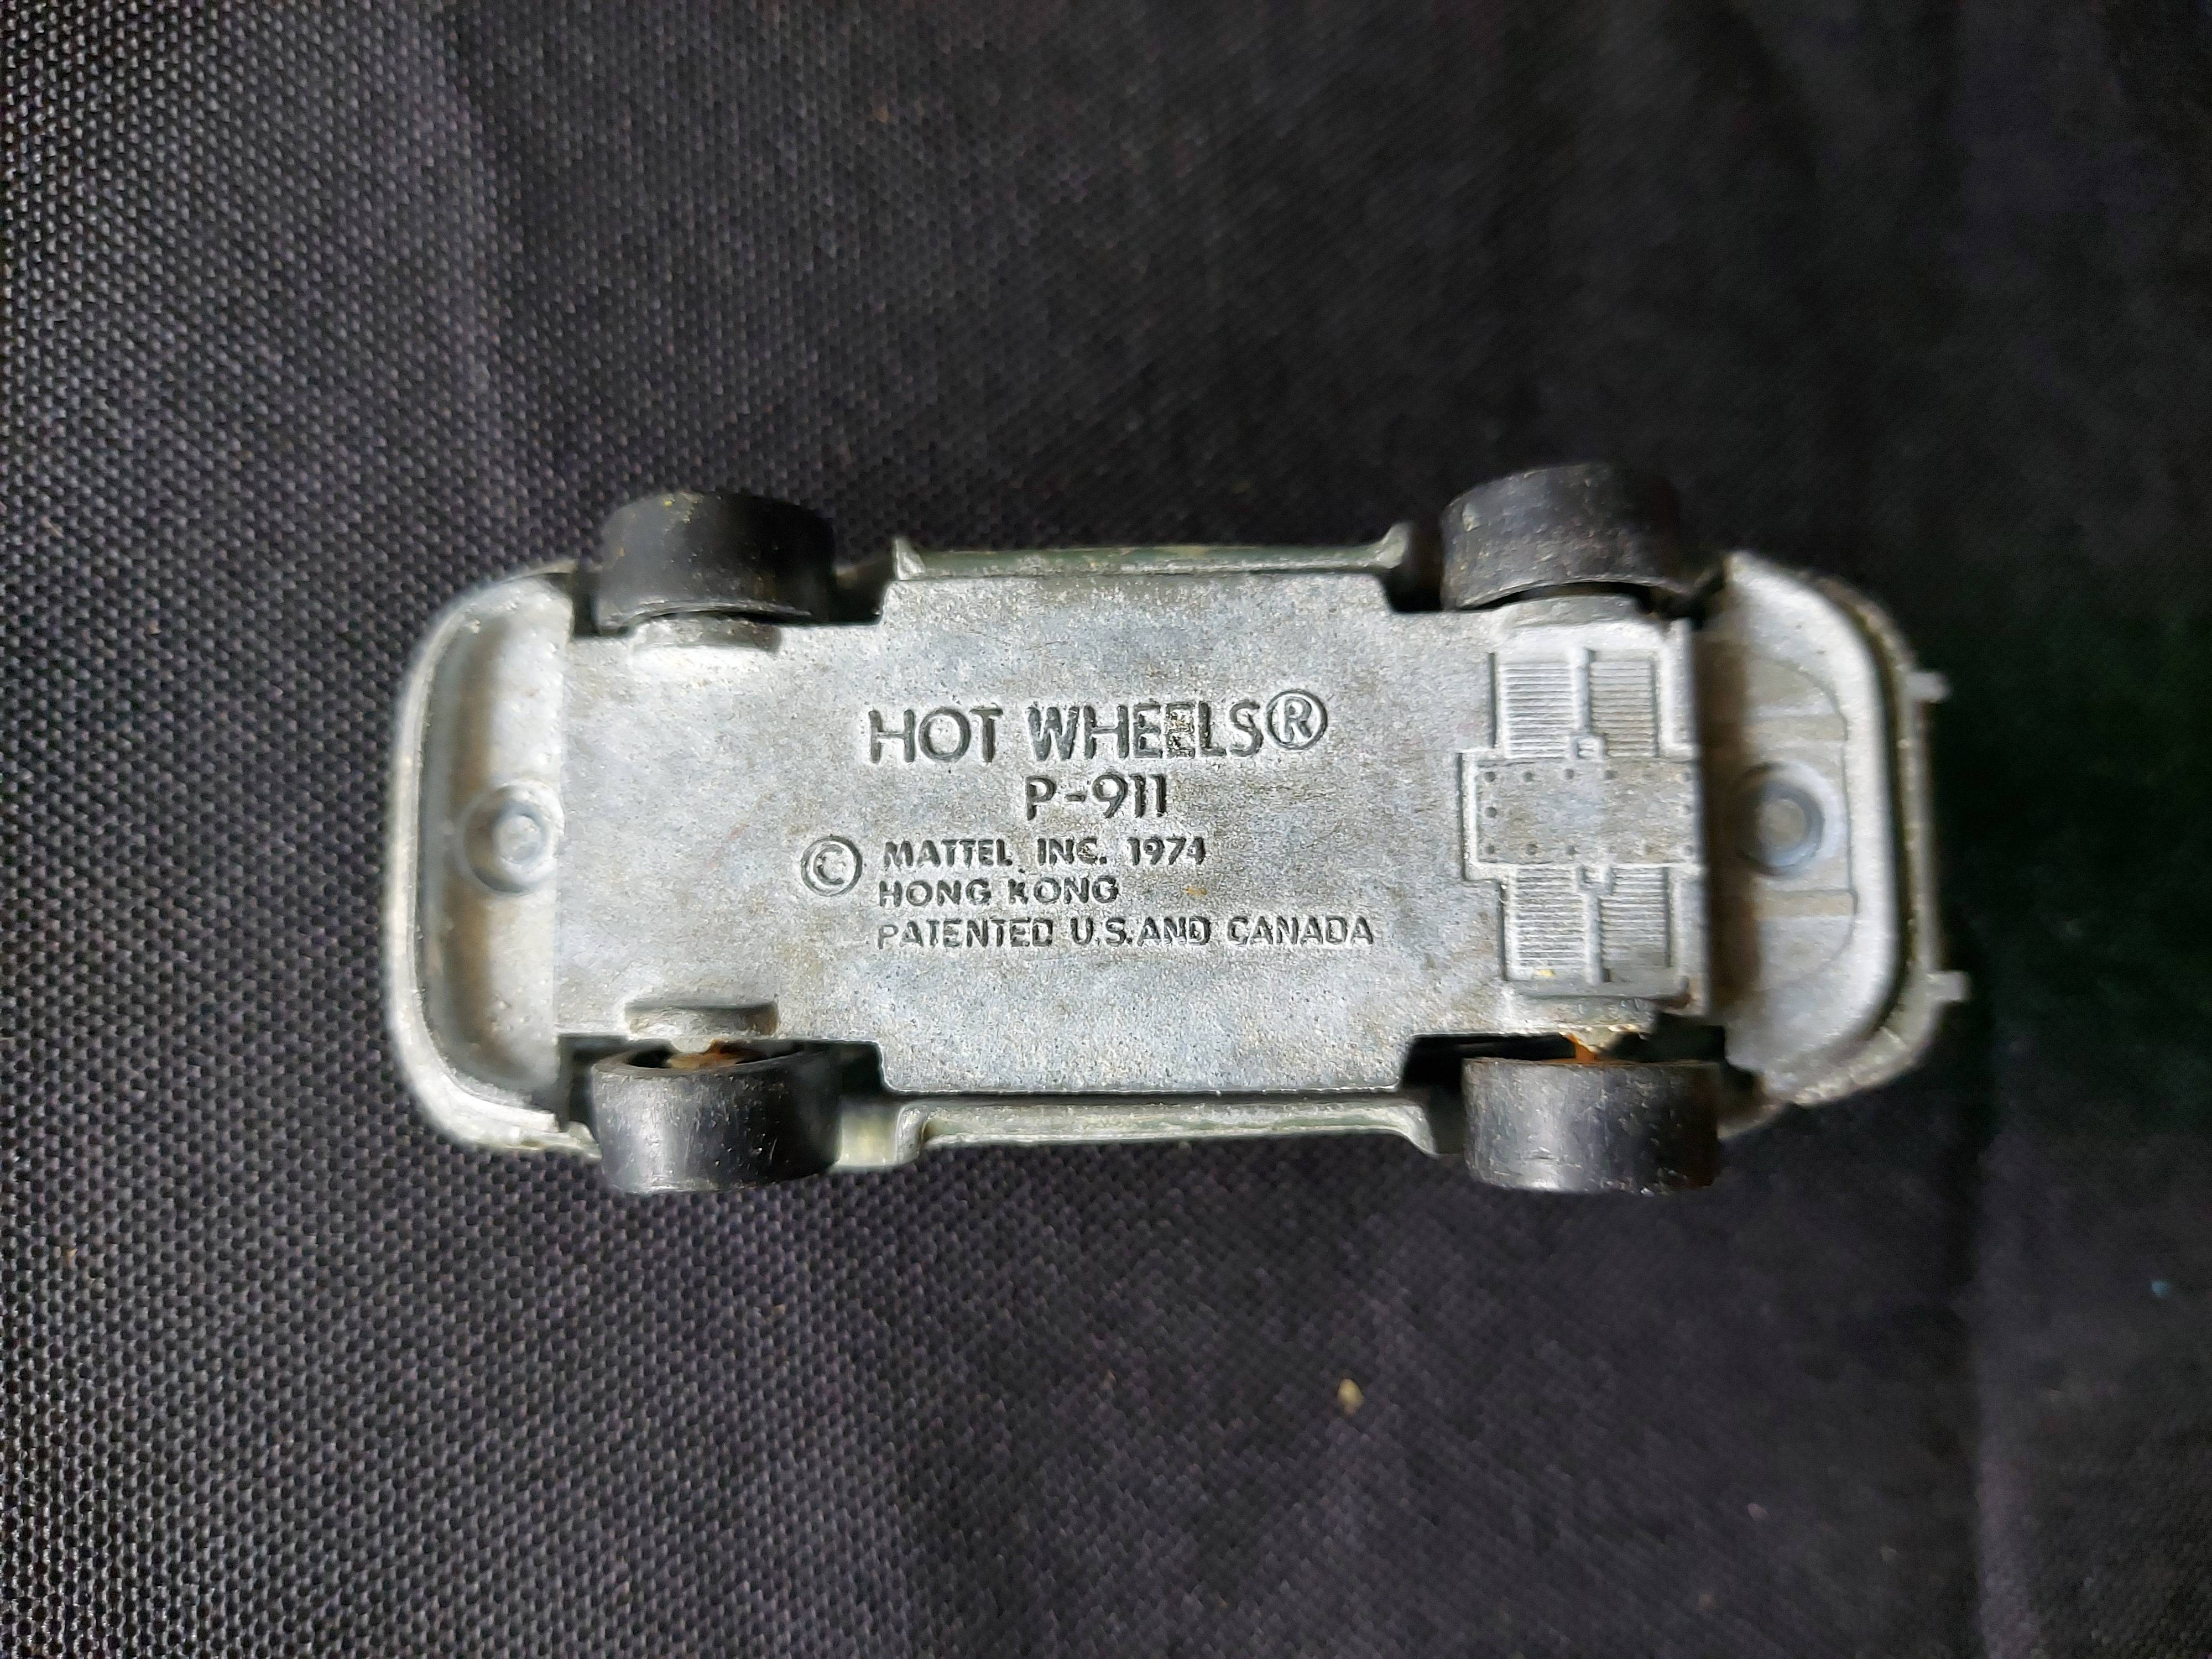 HOT WHEELS®
P-911
© MATTEL INC. 1974
HONG KONG
PATENTED U.S.AND CANADA